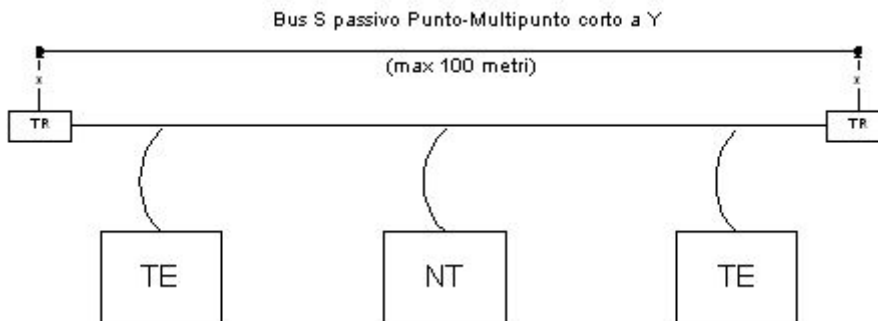 Bus S passivo Punto-Multipunto corto a Y
(max 100 metri)
x x
TR TR
TE NT TE